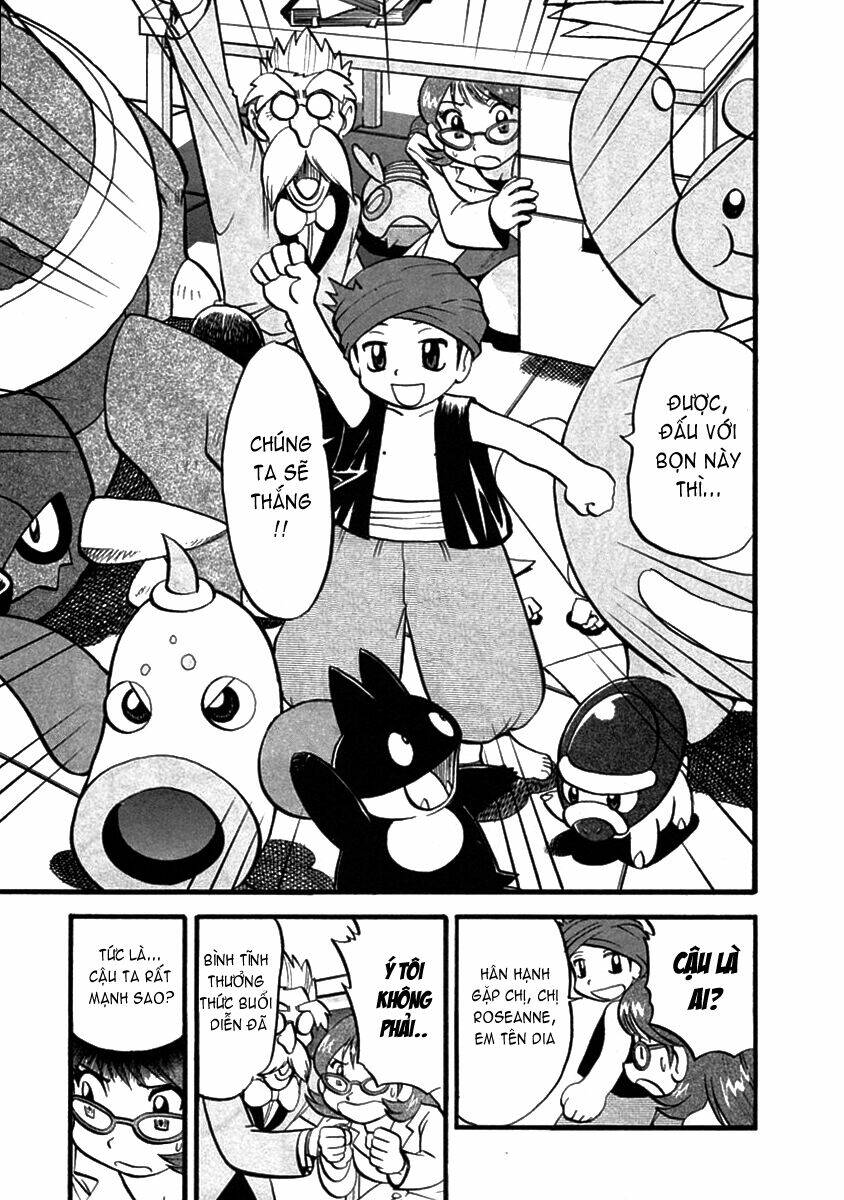 ĐƯỢC,
ĐẤU VỚI
BỌN NÀY
THÌ...
CHÚNG
TA SẼ
THẮNG
!!
CẬU LÀ
AI?
HÂN HẠNH
GẶP CHỊ, CHỊ
ROSEANNE,
EM TÊN DIA
Ý TÔI
KHÔNG
PHẢI..
BÌNH TĨNH
THƯỞNG
THỨC BUỔI
DIỄN ĐÃ
TỨC LÀ...
CẬU TA RẤT
MẠNH SAO?